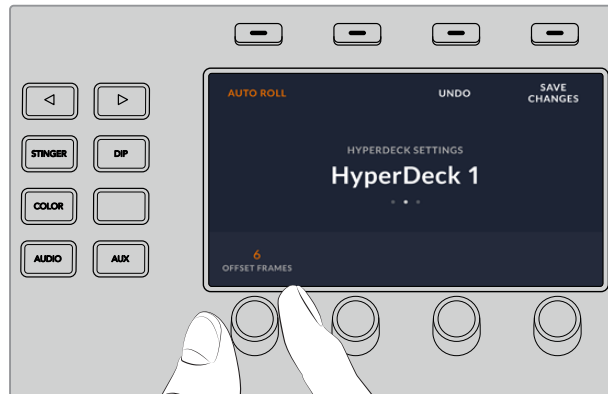 AUTO ROLL
UNDO
SAVE
CHANGES
HYPERDECK SETTINGS
HyperDeck 1
6
OFFSET FRAMES
STINGER
DIP
COLOR
AUDIO
AUX